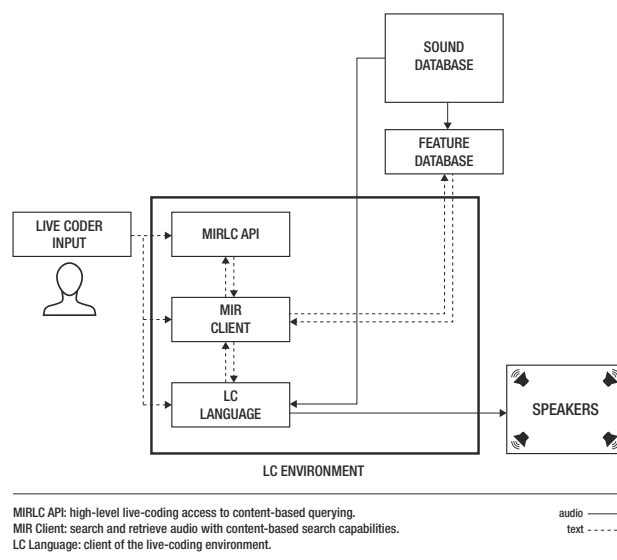 SOUND
DATABASE
FEATURE
DATABASE
LIVE CODER
INPUT
MIRLC API
MIR
CLIENT
LC
LANGUAGE
SPEAKERS
LC ENVIRONMENT
MIRLC API: high-level live-coding access to content-based querying.
MIR Client: search and retrieve audio with content-based search capabilities.
LC Language: client of the live-coding environment.
audio
text